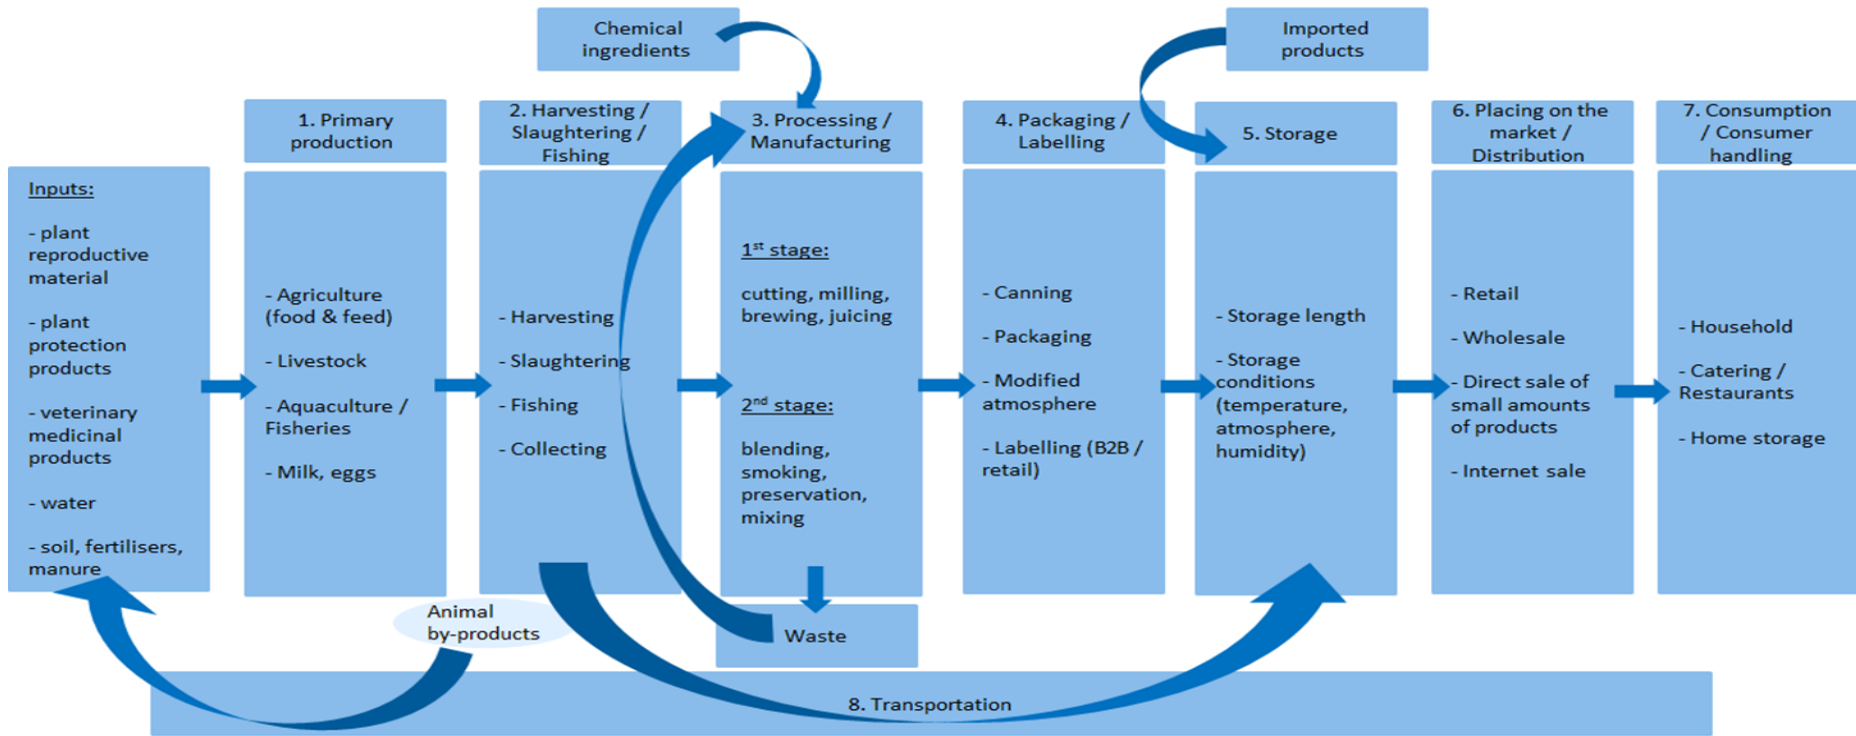 Chemical
ingredients
Imported
products
1. Primary
production
2. Harvesting /
Slaughtering /
Fishing
3. Processing /
Manufacturing
4. Packaging /
Labelling
5. Storage
6. Placing on the
market /
Distribution
7. Consumption
/ Consumer
handling
Inputs:
- plant
reproductive
material
- plant
protection
products
- veterinary
medicinal
products
- water
- soil, fertilisers,
manure
- Agriculture
(food & feed)
- Livestock
- Aquaculture /
Fisheries
- Milk, eggs
- Harvesting
- Slaughtering
- Fishing
- Collecting
1st stage:
cutting, milling,
brewing, juicing
2nd stage:
blending,
smoking,
preservation,
mixing
- Canning
- Packaging
- Modified
atmosphere
- Labelling (B2B /
retail)
- Storage length
- Storage
conditions
(temperature,
atmosphere,
humidity)
- Retail
- Wholesale
- Direct sale of
small amounts
of products
- Internet sale
- Household
- Catering /
Restaurants
- Home storage
Animal
by-products
Waste
8. Transportation